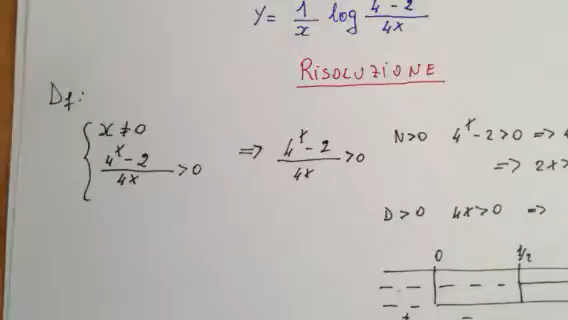 y = 1/x log (4 - 2)/(4x)
RISOLUZIONE
Df:
{ x ≠ 0
(4^x - 2)/(4x) > 0 => (4^x - 2)/(4x) > 0
N > 0 4^x - 2 > 0 =>
=> 2x >
D > 0 4x > 0 =>
0 1/2
- - - - - -
+ -